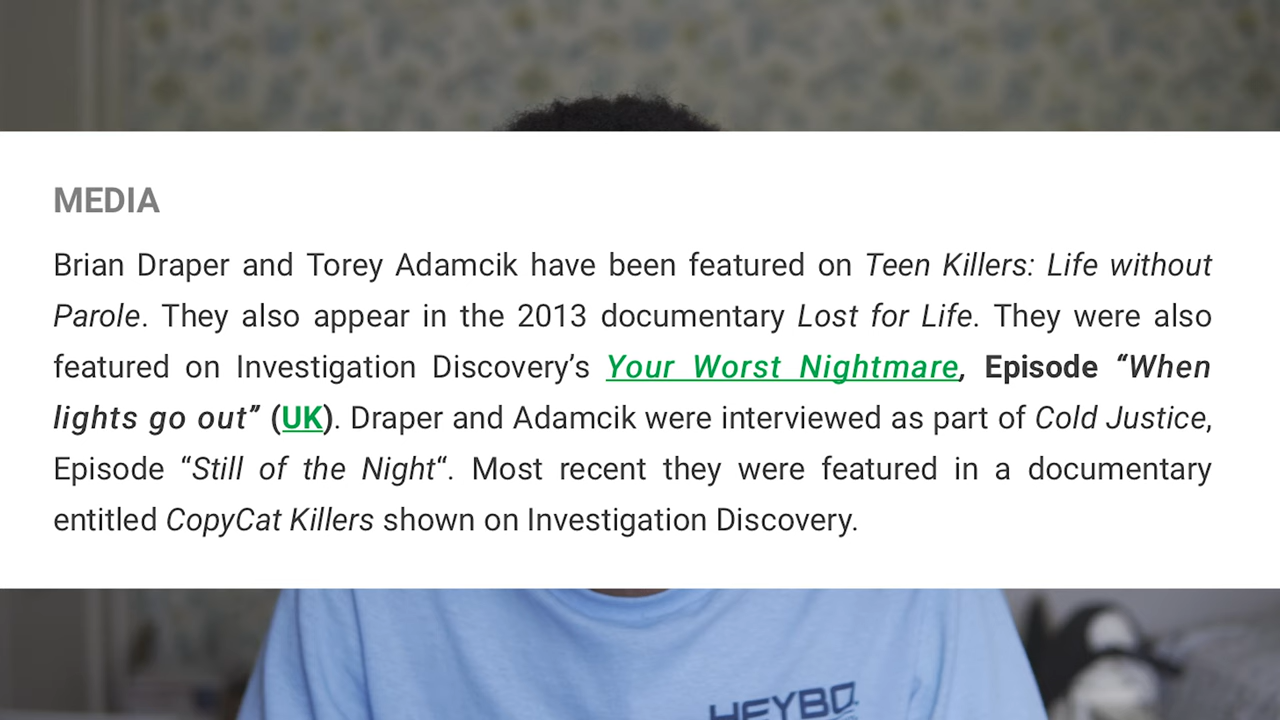 MEDIA
Brian Draper and Torey Adamcik have been featured on Teen Killers: Life without
Parole. They also appear in the 2013 documentary Lost for Life. They were also
featured on Investigation Discovery’s Your Worst Nightmare, Episode “When
lights go out” (UK). Draper and Adamcik were interviewed as part of Cold Justice,
Episode “Still of the Night“. Most recent they were featured in a documentary
entitled CopyCat Killers shown on Investigation Discovery.
HEYBO